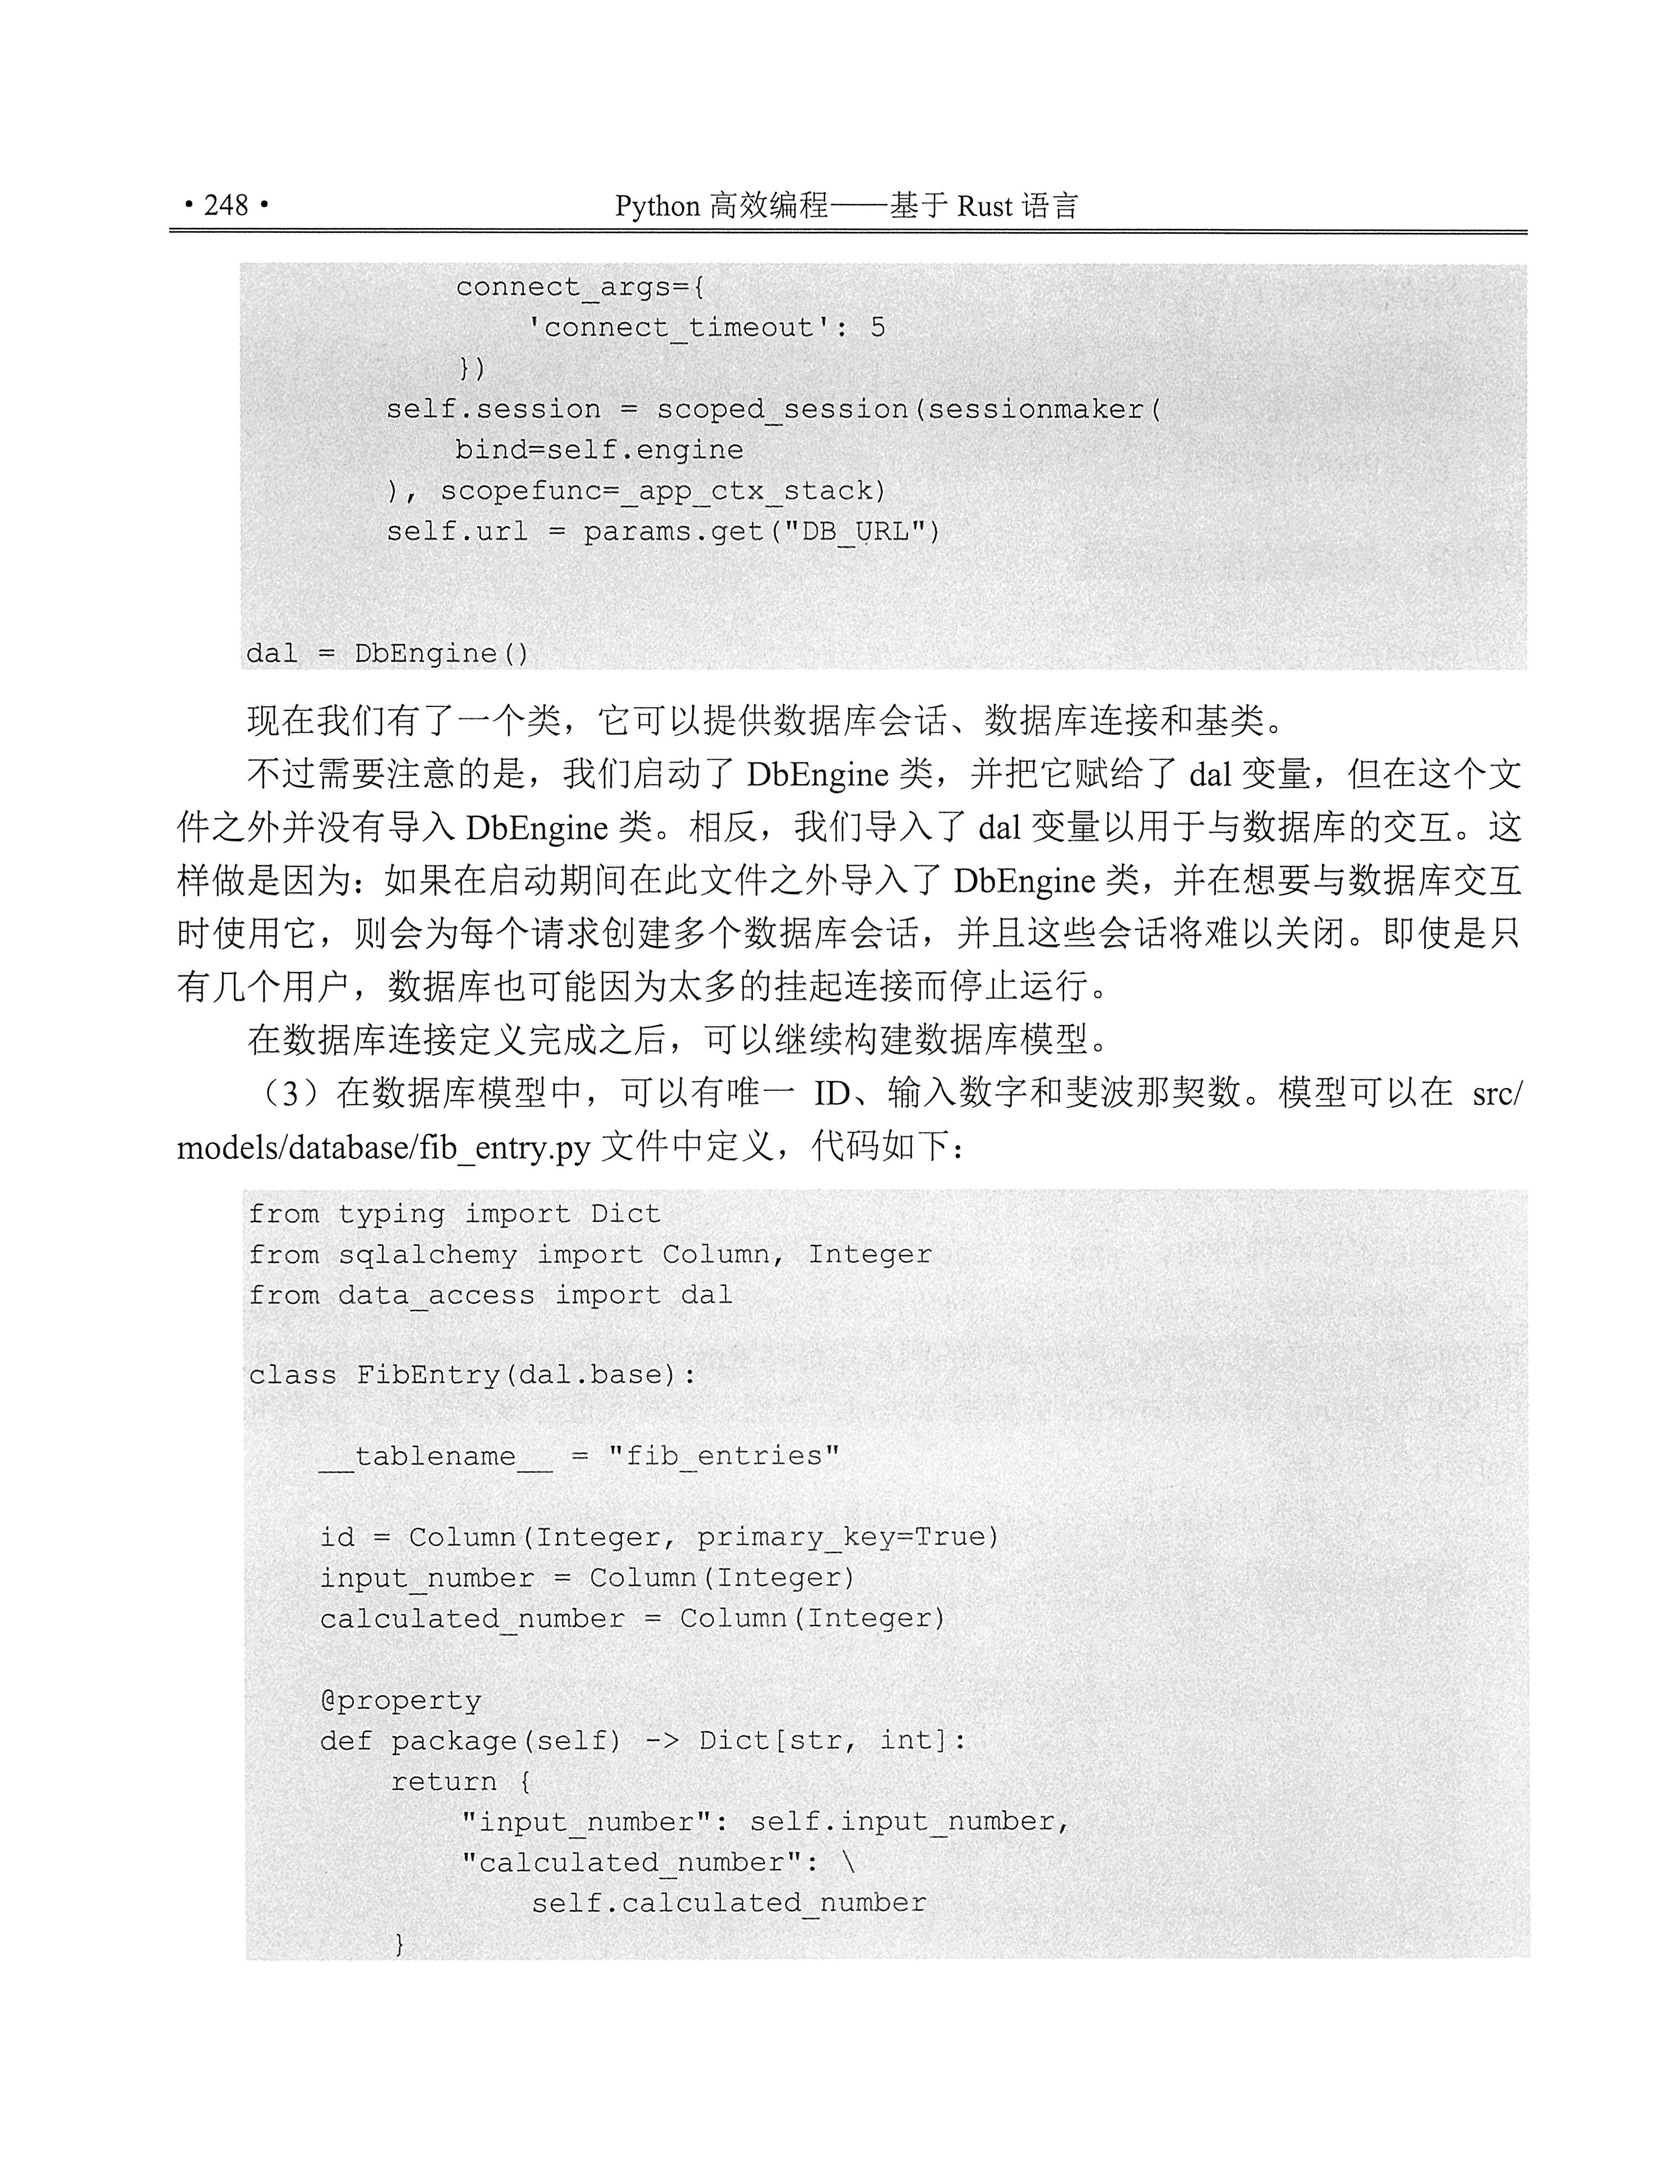 • 248 •
Python 高效编程——基于 Rust 语言
            connect_args={
                'connect_timeout': 5
            })
        self.session = scoped_session(sessionmaker(
            bind=self.engine
        ), scopefunc=_app_ctx_stack)
        self.url = params.get("DB_URL")
dal = DbEngine()
现在我们有了一个类，它可以提供数据库会话、数据库连接和基类。
不过需要注意的是，我们启动了 DbEngine 类，并把它赋给了 dal 变量，但在这个文
件之外并没有导入 DbEngine 类。相反，我们导入了 dal 变量以用于与数据库的交互。这
样做是因为：如果在启动期间在此文件之外导入了 DbEngine 类，并在想要与数据库交互
时使用它，则会为每个请求创建多个数据库会话，并且这些会话将难以关闭。即使是只
有几个用户，数据库也可能因为太多的挂起连接而停止运行。
在数据库连接定义完成之后，可以继续构建数据库模型。
（3）在数据库模型中，可以有唯一 ID、输入数字和斐波那契数。模型可以在 src/
models/database/fib_entry.py 文件中定义，代码如下：
from typing import Dict
from sqlalchemy import Column, Integer
from data_access import dal
class FibEntry(dal.base):
    __tablename__ = "fib_entries"
    id = Column(Integer, primary_key=True)
    input_number = Column(Integer)
    calculated_number = Column(Integer)
    @property
    def package(self) -> Dict[str, int]:
        return {
            "input_number": self.input_number,
            "calculated_number": \
                self.calculated_number
        }